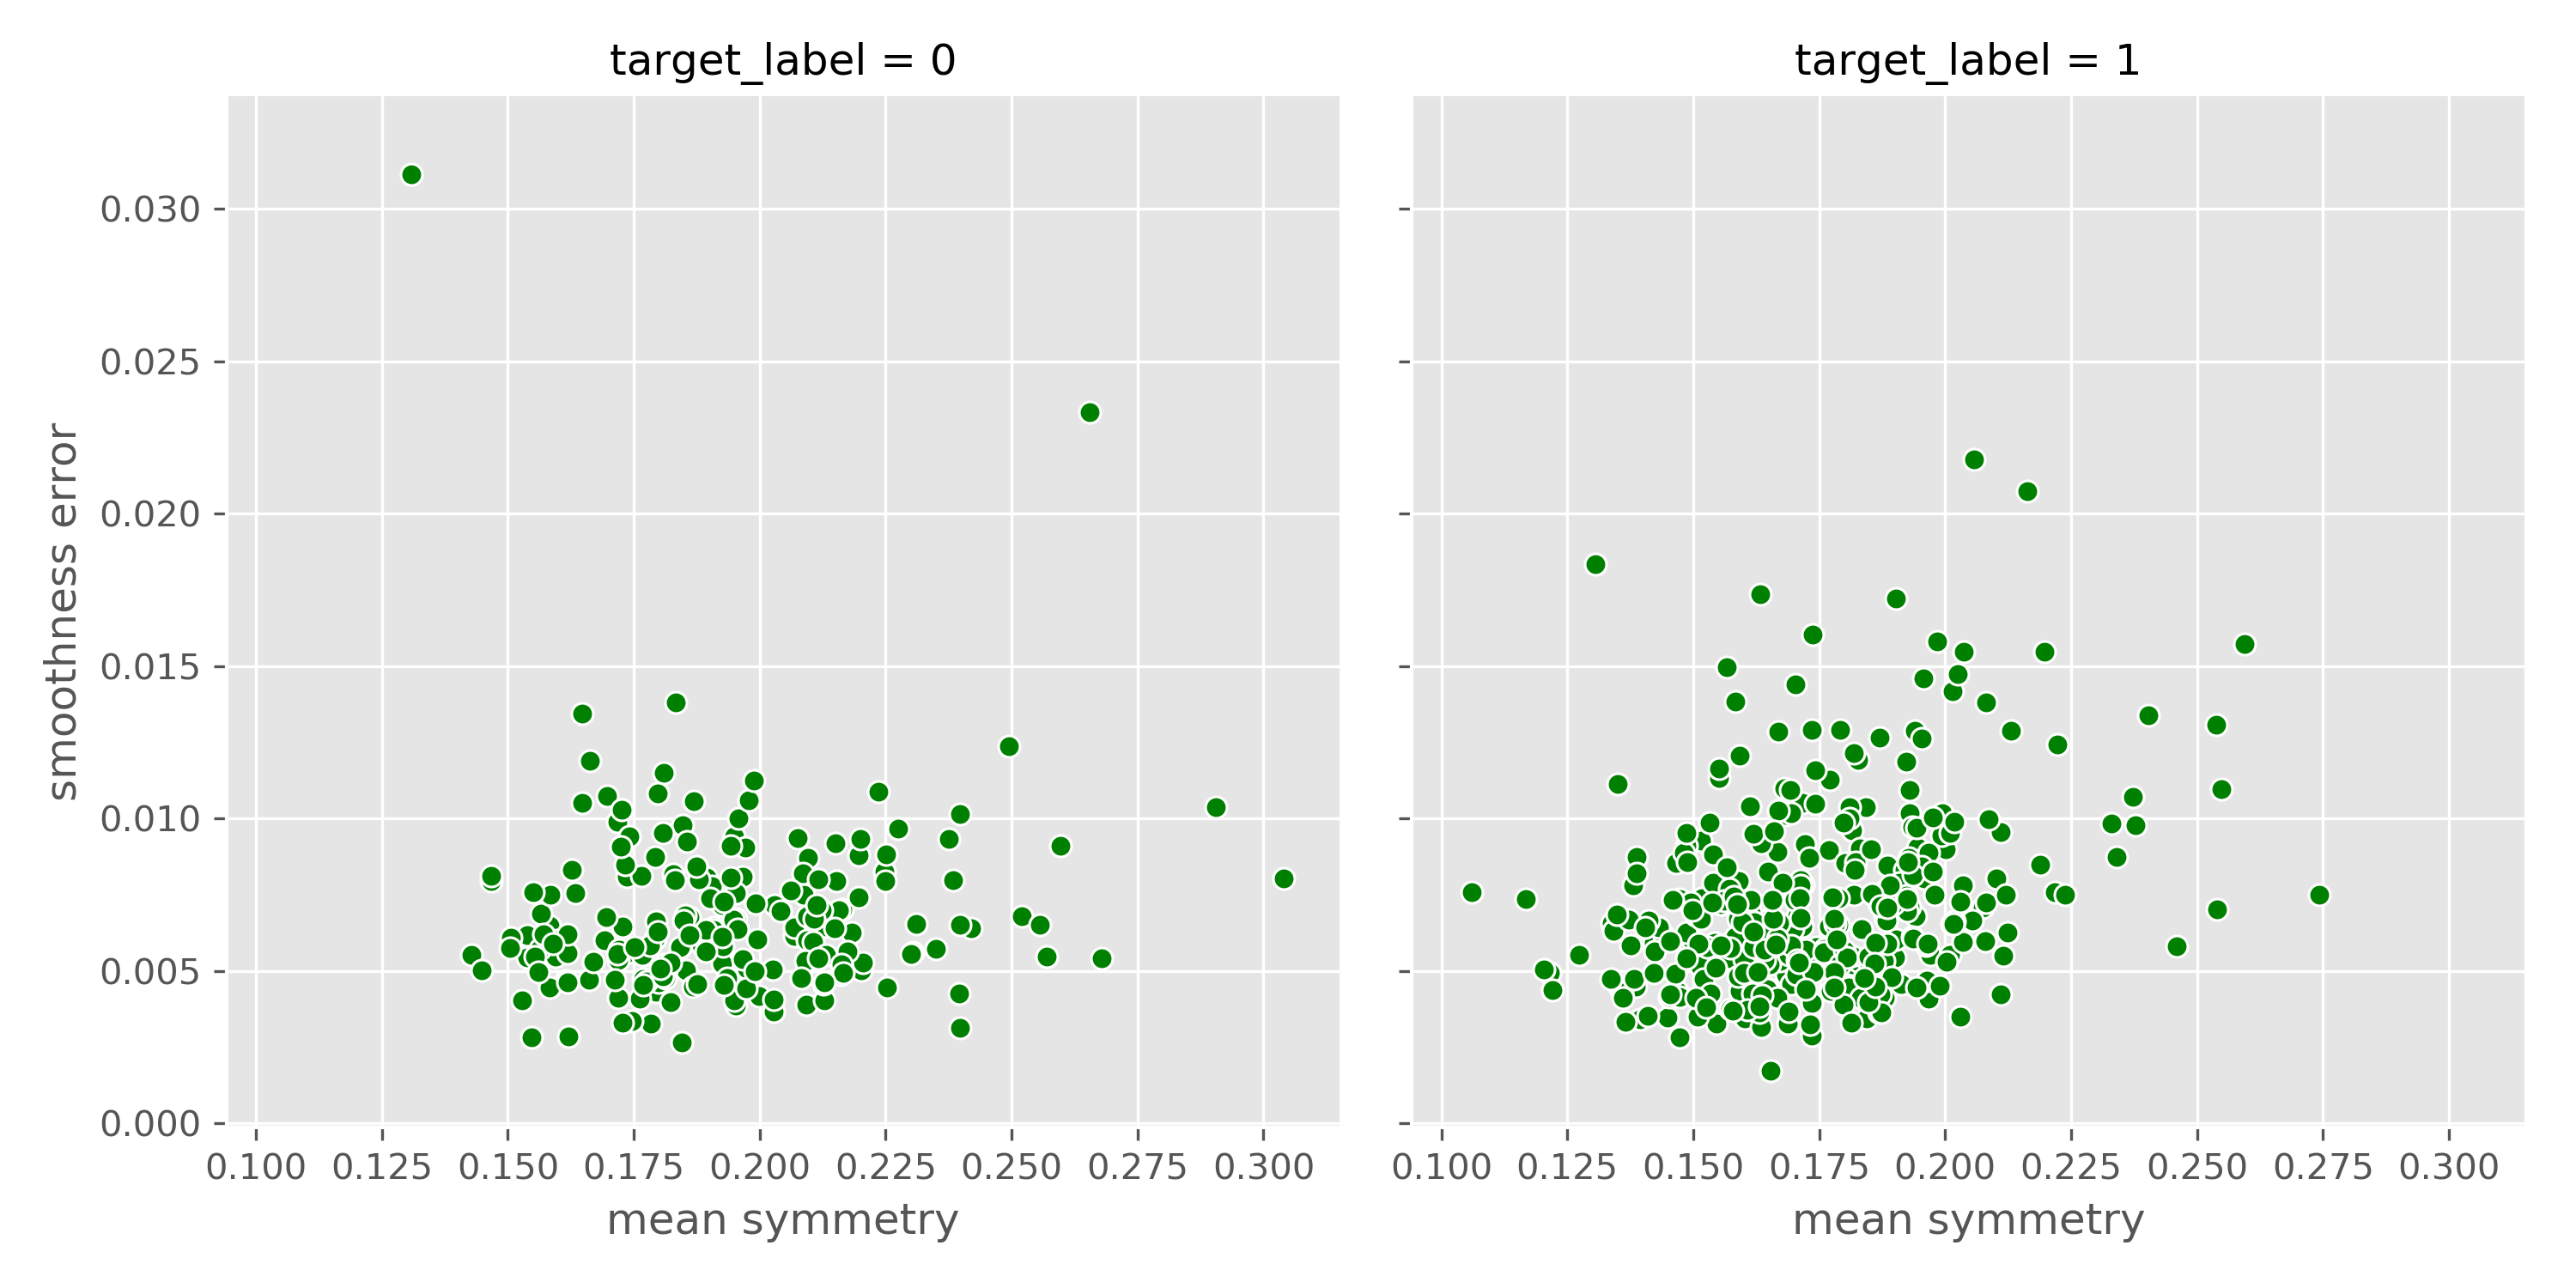 target_label = 0
target_label = 1
smoothness error
0.030
0.025
0.020
0.015
0.010
0.005
0.000
0.100 0.125 0.150 0.175 0.200 0.225 0.250 0.275 0.300
0.100 0.125 0.150 0.175 0.200 0.225 0.250 0.275 0.300
mean symmetry
mean symmetry